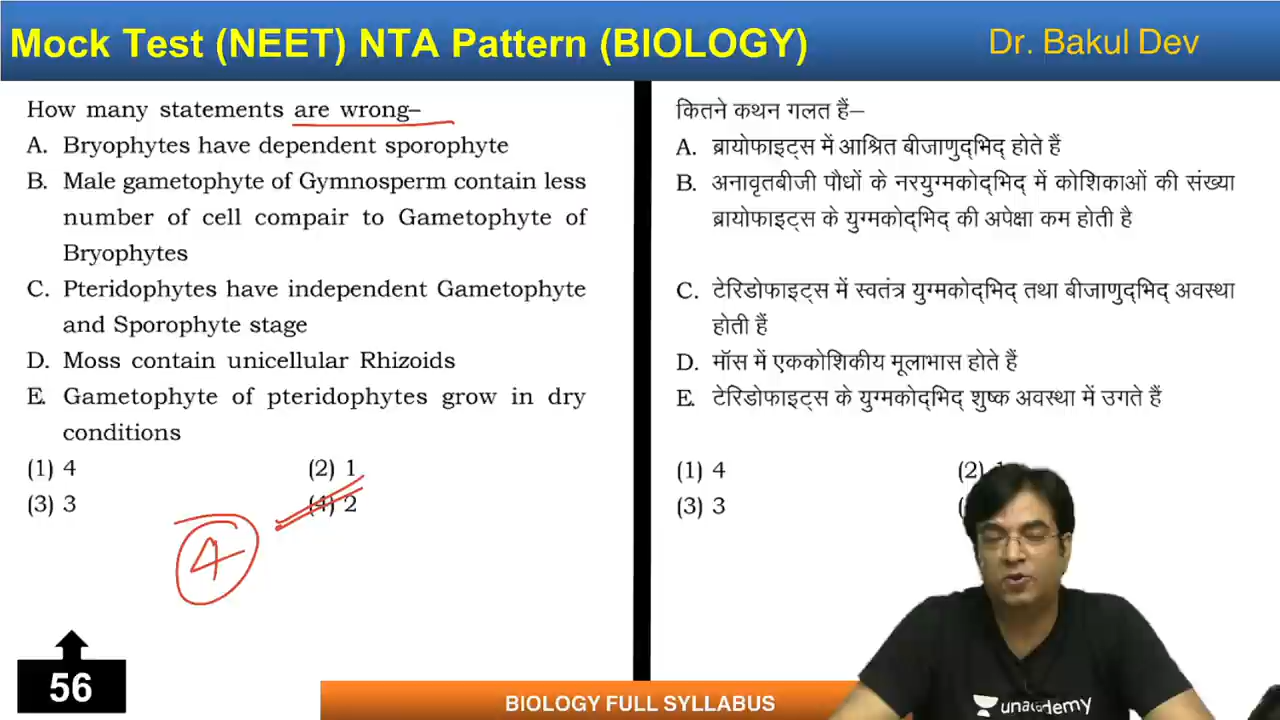 Mock Test (NEET) NTA Pattern (BIOLOGY)
Dr. Bakul Dev
How many statements are wrong–
A. Bryophytes have dependent sporophyte
B. Male gametophyte of Gymnosperm contain less
number of cell compair to Gametophyte of
Bryophytes
C. Pteridophytes have independent Gametophyte
and Sporophyte stage
D. Moss contain unicellular Rhizoids
E. Gametophyte of pteridophytes grow in dry
conditions
(1) 4
(2) 1
(3) 3
(4) 2
4
कितने कथन गलत हैं–
A. ब्रायोफाइट्स में आश्रित बीजाणुद्‌भिद् होते हैं
B. अनावृतबीजी पौधों के नरयुग्मकोद्‌भिद् में कोशिकाओं की संख्या
ब्रायोफाइट्स के युग्मकोद्‌भिद् की अपेक्षा कम होती है
C. टेरिडोफाइट्स में स्वतंत्र युग्मकोद्‌भिद् तथा बीजाणुद्‌भिद् अवस्था
होती हैं
D. मॉस में एककोशिकीय मूलाभास होते हैं
E. टेरिडोफाइट्स के युग्मकोद्‌भिद् शुष्क अवस्था में उगते हैं
(1) 4
(2)
(3) 3
56
BIOLOGY FULL SYLLABUS
unacademy